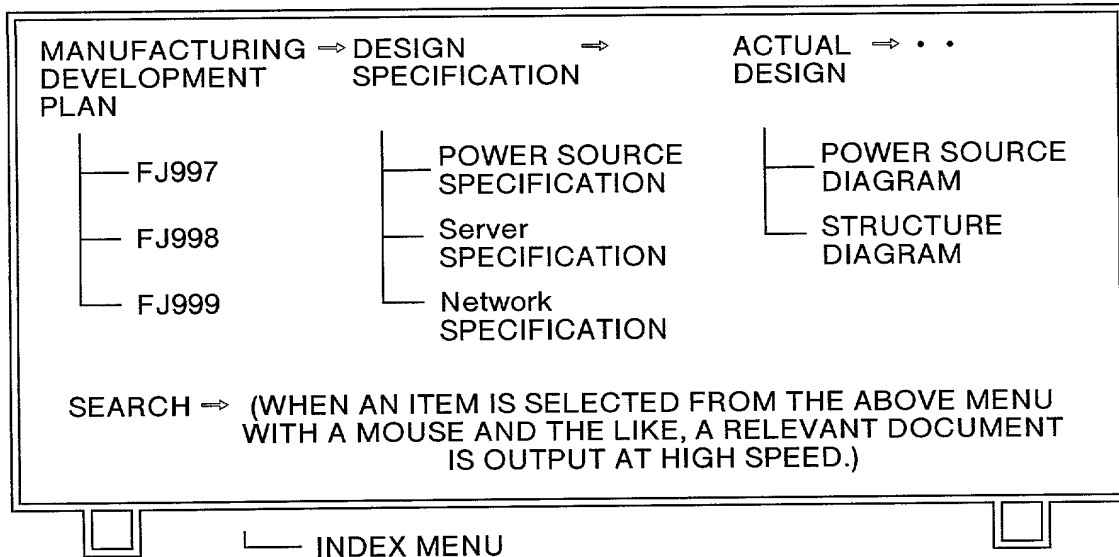 MANUFACTURING ⇒ DESIGN ⇒ ACTUAL ⇒ • •
DEVELOPMENT SPECIFICATION DESIGN
PLAN
FJ997
FJ998
FJ999
POWER SOURCE
SPECIFICATION
Server
SPECIFICATION
Network
SPECIFICATION
POWER SOURCE
DIAGRAM
STRUCTURE
DIAGRAM
SEARCH ⇒ (WHEN AN ITEM IS SELECTED FROM THE ABOVE MENU
WITH A MOUSE AND THE LIKE, A RELEVANT DOCUMENT
IS OUTPUT AT HIGH SPEED.)
INDEX MENU